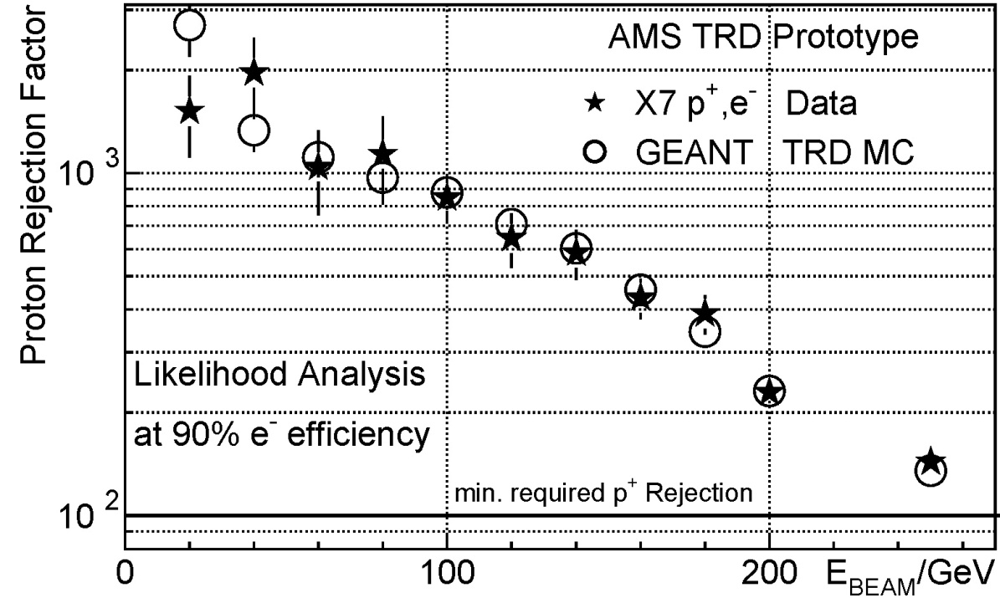 Proton Rejection Factor
AMS TRD Prototype
★ X7 p⁺,e⁻ Data
○ GEANT TRD MC
10³
Likelihood Analysis
at 90% e⁻ efficiency
min. required p⁺ Rejection
10²
0 100 200 E_BEAM/GeV